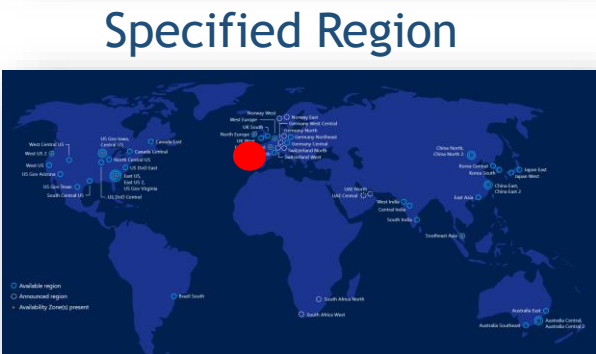 Specified Region
Norway West
Norway East
West Europe
Germany West Central
UK South
Germany North
North Europe
Germany Northeast
UK West
Germany Central
Switzerland North
Switzerland West
West Central US
US Gov Iowa,
Central US
Canada East
West US 2
Canada Central
West US
North Central US
US Gov Arizona
US DoD East
East US,
East US 2,
US Gov Virginia
US Gov Texas
South Central US
US DoD Central
China North,
China North 2
Korea Central
Korea South
Japan East
Japan West
China East,
China East 2
East Asia
UAE North
UAE Central
West India
Central India
South India
Southeast Asia
Available region
Announced region
Availability Zone(s) present
Brazil South
South Africa North
South Africa West
Australia East
Australia Central,
Australia Central 2
Australia Southeast